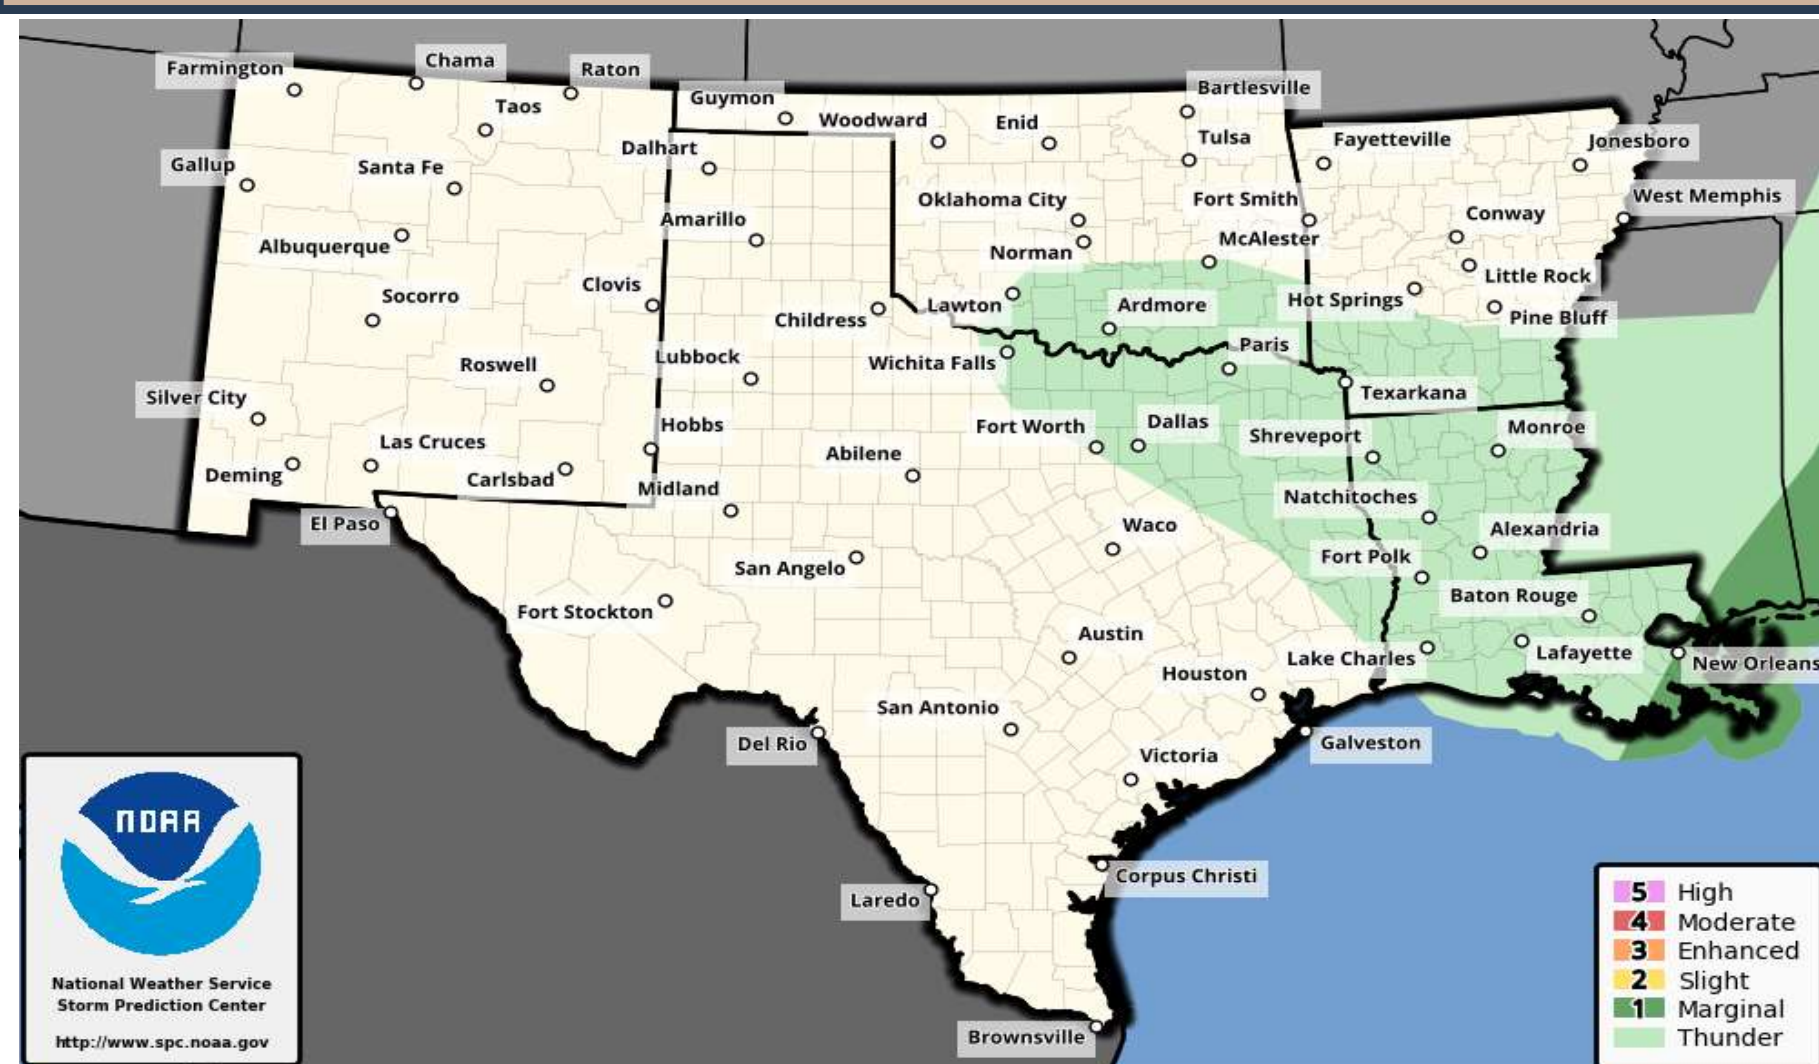 Farmington
Chama
Raton
Guymon
Bartlesville
Taos
Woodward
Enid
Tulsa
Fayetteville
Jonesboro
Dalhart
Gallup
Santa Fe
Oklahoma City
Fort Smith
West Memphis
Amarillo
Conway
Albuquerque
Norman
McAlester
Little Rock
Socorro
Clovis
Lawton
Ardmore
Hot Springs
Childress
Pine Bluff
Paris
Roswell
Lubbock
Wichita Falls
Silver City
Texarkana
Hobbs
Fort Worth
Dallas
Shreveport
Monroe
Las Cruces
Abilene
Deming
Carlsbad
Midland
Natchitoches
El Paso
Waco
Alexandria
San Angelo
Fort Polk
Fort Stockton
Baton Rouge
Austin
Lake Charles
Lafayette
New Orleans
Houston
San Antonio
Del Rio
Galveston
Victoria
Corpus Christi
Laredo
Brownsville
NOAA
National Weather Service
Storm Prediction Center
http://www.spc.noaa.gov
5 High
4 Moderate
3 Enhanced
2 Slight
1 Marginal
Thunder